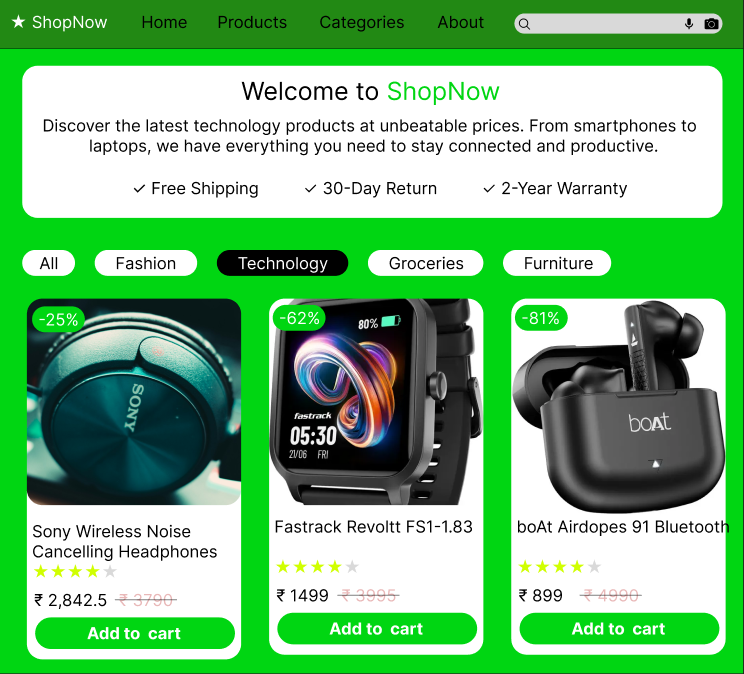 ★ ShopNow Home Products Categories About
Welcome to ShopNow
Discover the latest technology products at unbeatable prices. From smartphones to
laptops, we have everything you need to stay connected and productive.
✓ Free Shipping ✓ 30-Day Return ✓ 2-Year Warranty
All Fashion Technology Groceries Furniture
-25%
SONY
Sony Wireless Noise
Cancelling Headphones
★★★★★
₹ 2,842.5 ₹ 3790
Add to cart
-62%
80%
fastrack
05:30
21/06 FRI
Fastrack Revoltt FS1-1.83
★★★★★
₹ 1499 ₹ 3995
Add to cart
-81%
boAt
boAt Airdopes 91 Bluetooth
★★★★★
₹ 899 ₹ 4990
Add to cart